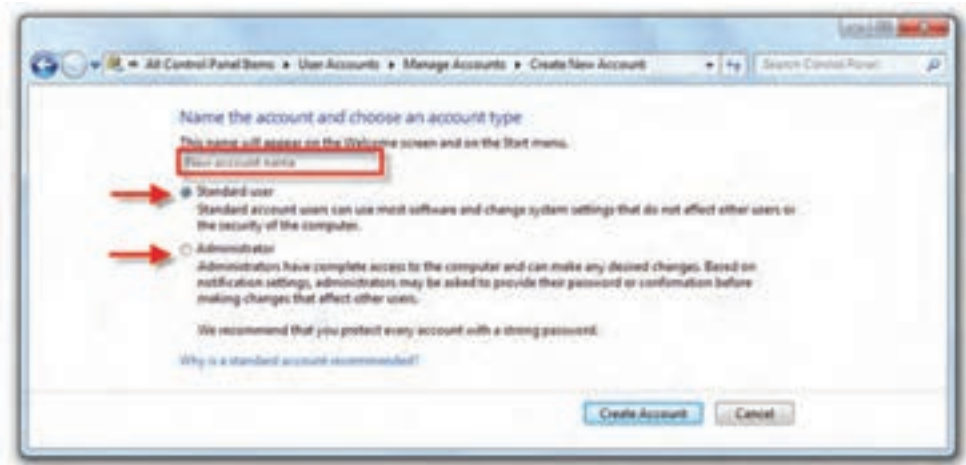 All Control Panel Items ▸ User Accounts ▸ Manage Accounts ▸ Create New Account
Search Control Panel
Name the account and choose an account type
This name will appear on the Welcome screen and on the Start menu.
New account name
Standard user
Standard account users can use most software and change system settings that do not affect other users or
the security of the computer.
Administrator
Administrators have complete access to the computer and can make any desired changes. Based on
notification settings, administrators may be asked to provide their password or confirmation before
making changes that affect other users.
We recommend that you protect every account with a strong password.
Why is a standard account recommended?
Create Account
Cancel